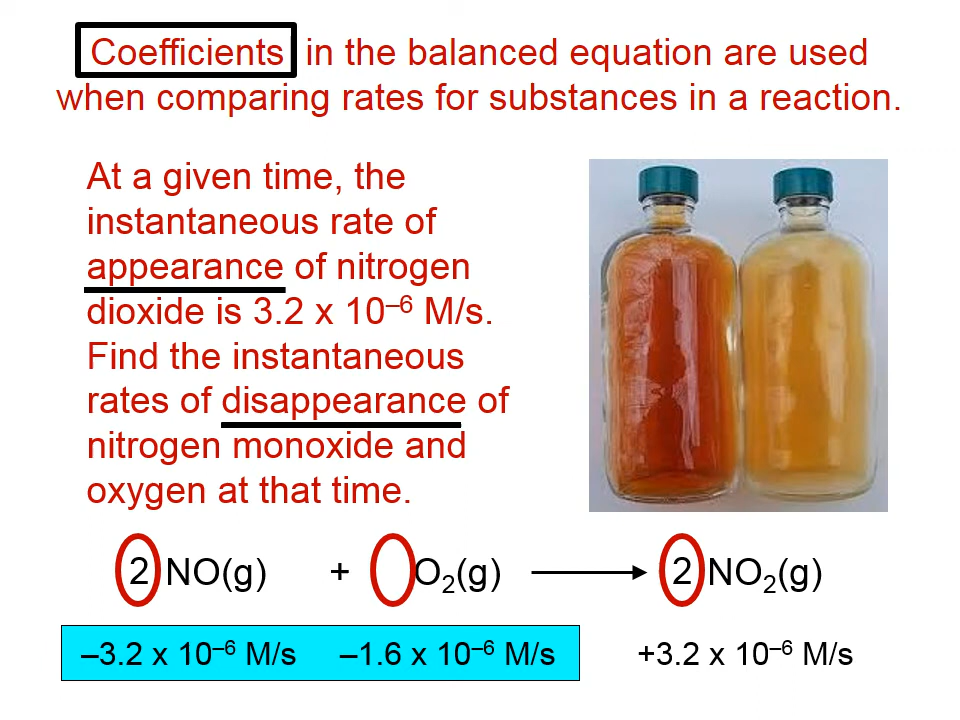 Coefficients in the balanced equation are used
when comparing rates for substances in a reaction.
At a given time, the
instantaneous rate of
appearance of nitrogen
dioxide is 3.2 x 10⁻⁶ M/s.
Find the instantaneous
rates of disappearance of
nitrogen monoxide and
oxygen at that time.
2 NO(g) + O₂(g) ⟶ 2 NO₂(g)
–3.2 x 10⁻⁶ M/s –1.6 x 10⁻⁶ M/s +3.2 x 10⁻⁶ M/s